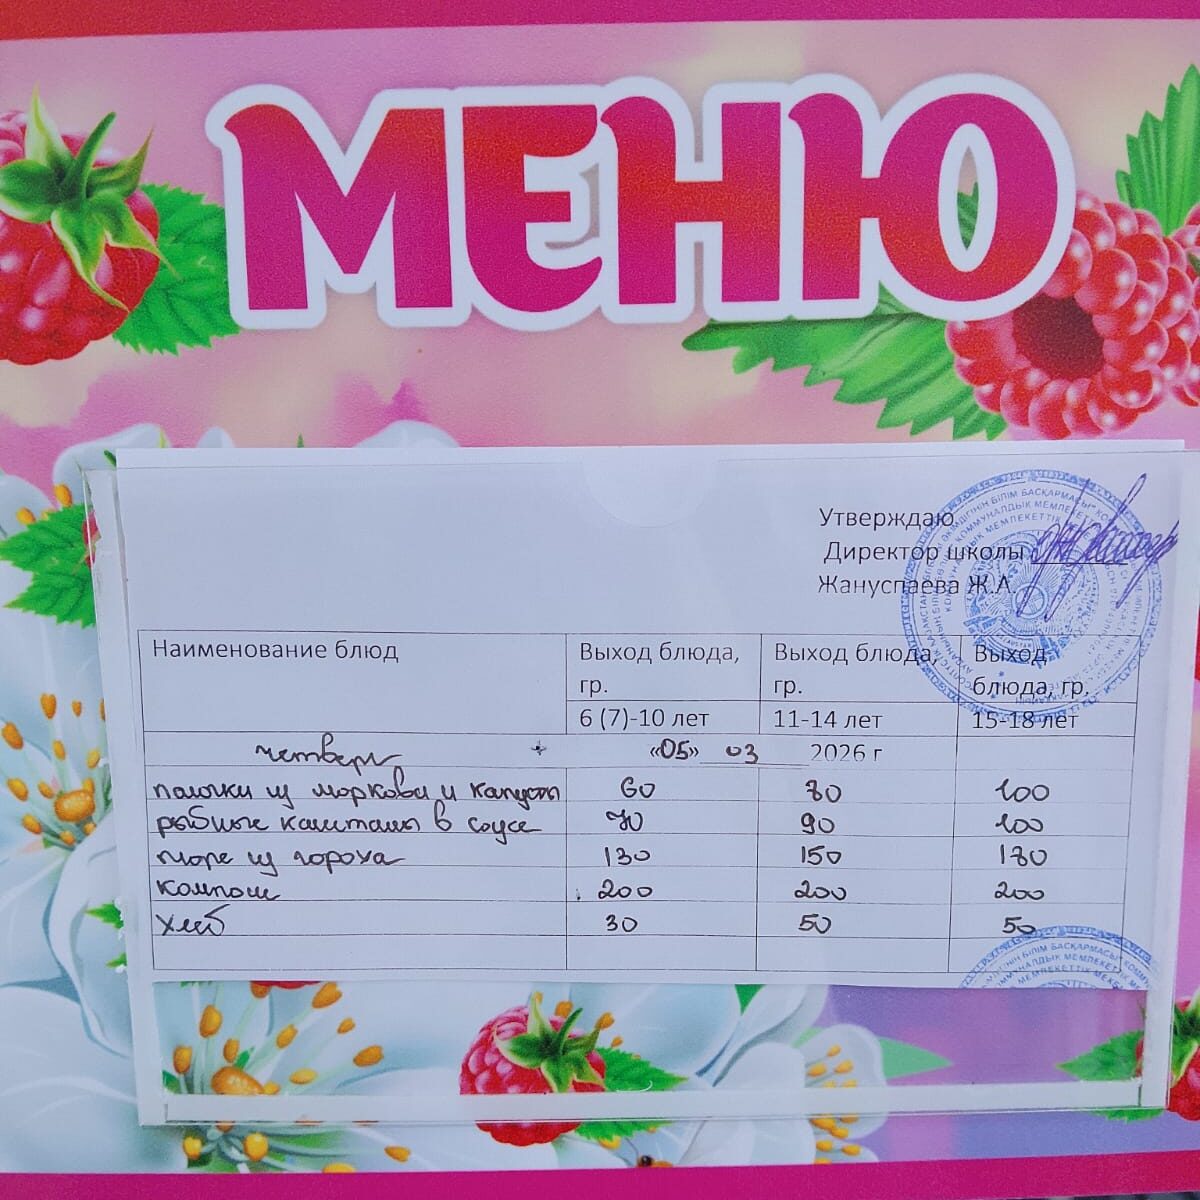 МЕНЮ
Утверждаю
Директор школы
Жануспаева Ж.А.
Наименование блюд Выход блюда, гр. Выход блюда, гр. Выход блюда, гр.
6 (7)-10 лет 11-14 лет 15-18 лет
четверг «05» 03 2026 г
палочки из моркови и капусты 60 80 100
рыбные каштаны в соусе 70 90 100
пюре из гороха 130 150 180
компот 200 200 200
хлеб 30 50 50